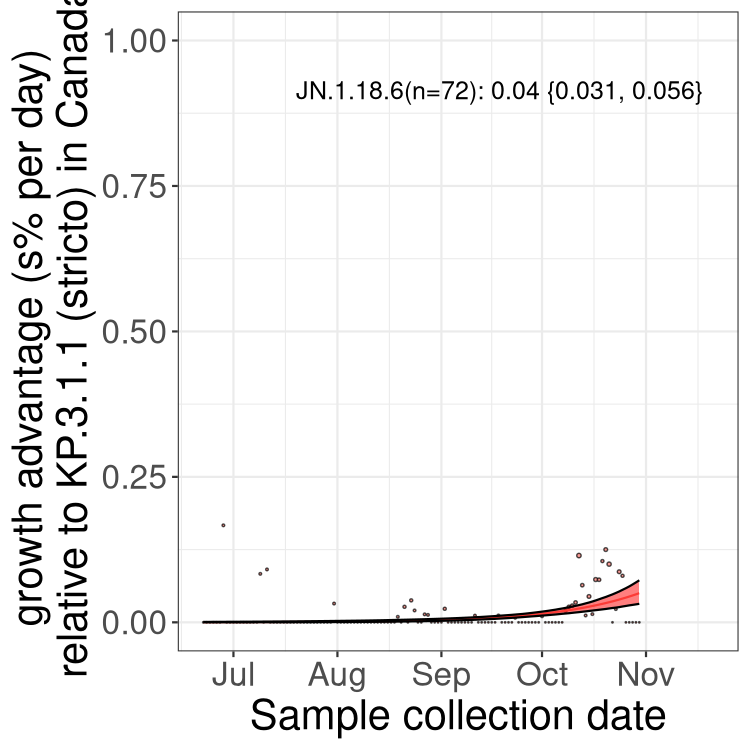 growth advantage (s% per day)
relative to KP.3.1.1 (stricto) in Canada
1.00
0.75
0.50
0.25
0.00
JN.1.18.6(n=72): 0.04 {0.031, 0.056}
Jul Aug Sep Oct Nov
Sample collection date